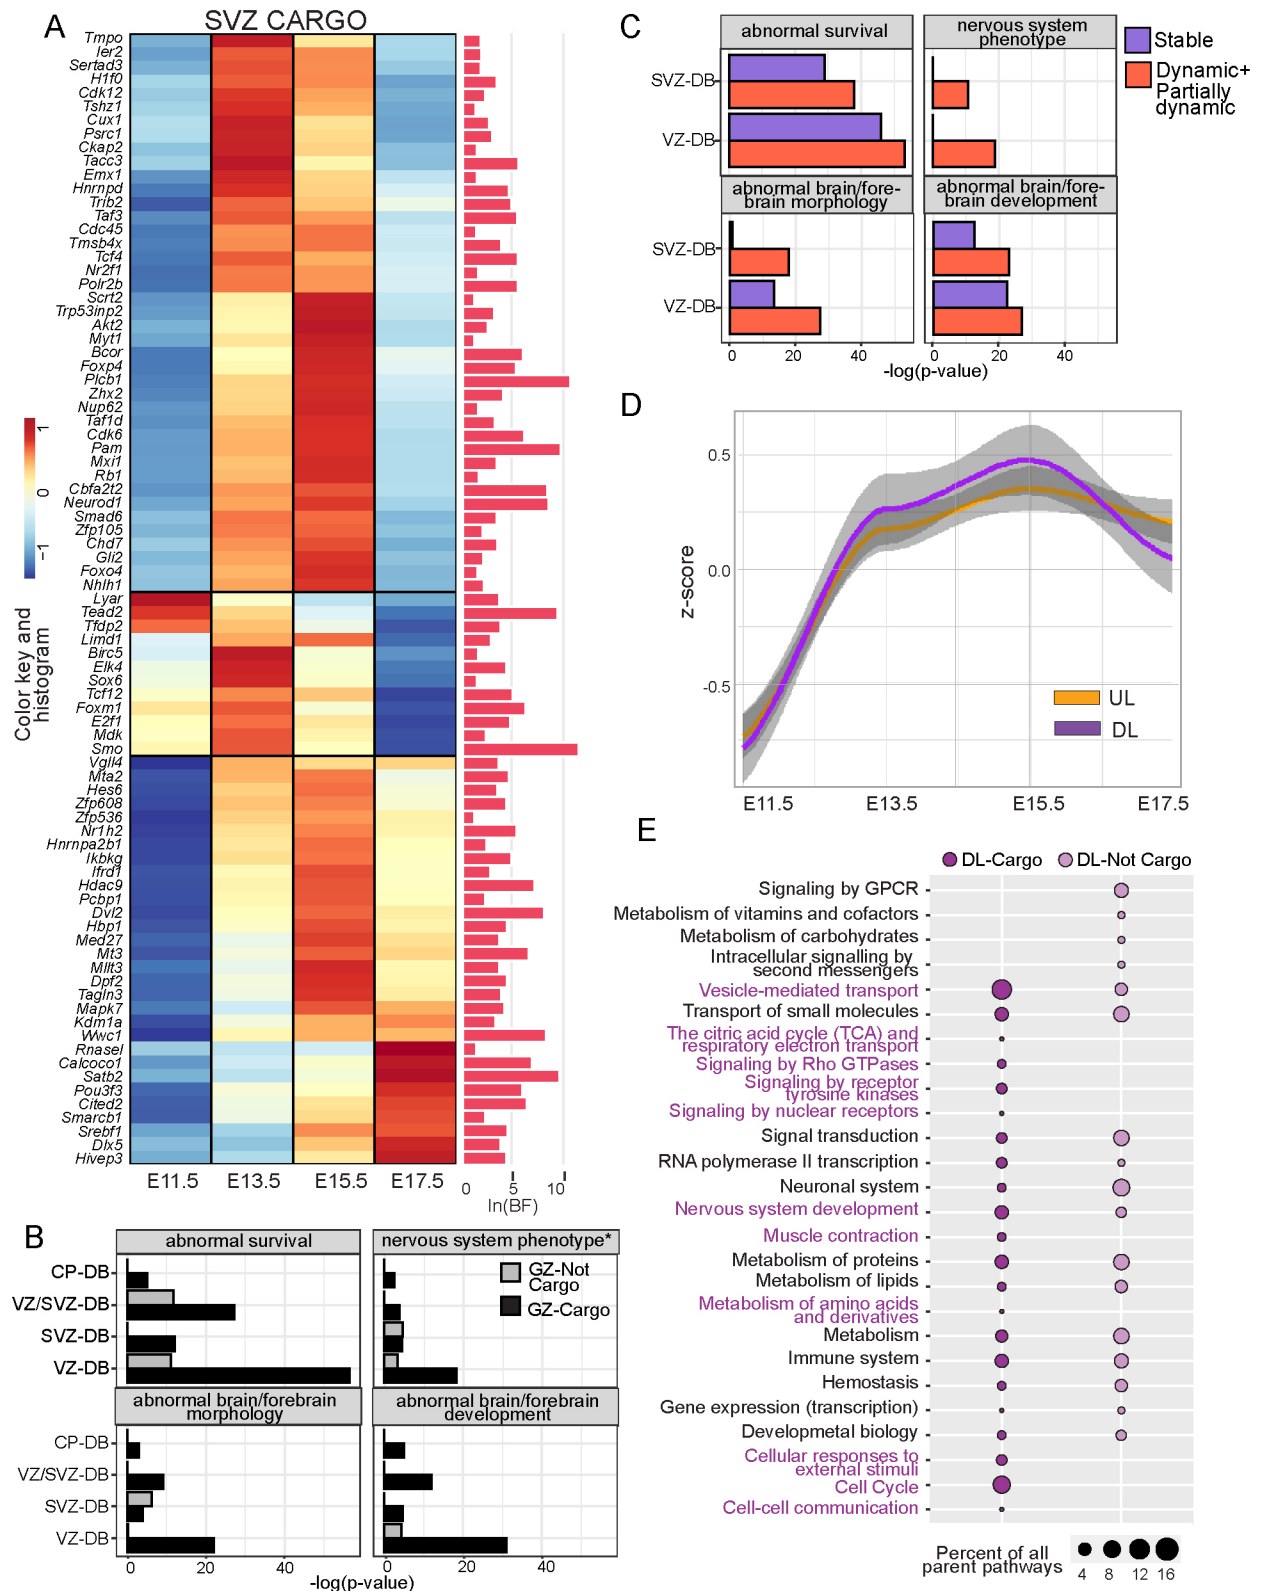 A
SVZ CARGO
Tmpo
Ier2
Sertad3
H1f0
Cdk12
Tshz1
Cux1
Psrc1
Ckap2
Tacc3
Emx1
Hnrnpd
Trib2
Taf3
Cdc45
Tmsb4x
Tcf4
Nr2f1
Polr2b
Scrt2
Trp53inp2
Akt2
Myt1
Bcor
Foxp4
Plcb1
Zhx2
Nup62
Taf1d
Cdk6
Pam
Mxi1
Rb1
Cbfa2t2
Neurod1
Smad6
Zfp105
Chd7
Gli2
Foxo4
Nhlh1
Lyar
Tead2
Tfdp2
Limd1
Birc5
Elk4
Sox6
Tcf12
Foxm1
E2f1
Mdk
Smo
Vgll4
Mta2
Hes6
Zfp608
Zfp536
Nr1h2
Hnrnpa2b1
Ikbkg
Ifrd1
Hdac9
Pcbp1
Dvl2
Hbp1
Med27
Mt3
Mllt3
Dpf2
Tagln3
Mapk7
Kdm1a
Wwc1
Rnasel
Calcoco1
Satb2
Pou3f3
Cited2
Smarcb1
Srebf1
Dlx5
Hivep3
E11.5 E13.5 E15.5 E17.5
0 5 10
ln(BF)
1
0
−1
Color key and
histogram
B
abnormal survival
nervous system phenotype*
GZ-Not
Cargo
GZ-Cargo
CP-DB
VZ/SVZ-DB
SVZ-DB
VZ-DB
abnormal brain/forebrain
morphology
abnormal brain/forebrain
development
CP-DB
VZ/SVZ-DB
SVZ-DB
VZ-DB
0 20 40
0 20 40
-log(p-value)
C
abnormal survival
nervous system
phenotype
Stable
Dynamic+
Partially
dynamic
SVZ-DB
VZ-DB
abnormal brain/fore-
brain morphology
abnormal brain/fore-
brain development
SVZ-DB
VZ-DB
0 20 40
0 20 40
-log(p-value)
D
z-score
0.5
0.0
-0.5
UL
DL
E11.5 E13.5 E15.5 E17.5
E
DL-Cargo DL-Not Cargo
Signaling by GPCR
Metabolism of vitamins and cofactors
Metabolism of carbohydrates
Intracellular signalling by
second messengers
Vesicle-mediated transport
Transport of small molecules
The citric acid cycle (TCA) and
respiratory electron transport
Signaling by Rho GTPases
Signaling by receptor
tyrosine kinases
Signaling by nuclear receptors
Signal transduction
RNA polymerase II transcription
Neuronal system
Nervous system development
Muscle contraction
Metabolism of proteins
Metabolism of lipids
Metabolism of amino acids
and derivatives
Metabolism
Immune system
Hemostasis
Gene expression (transcription)
Developmetal biology
Cellular responses to
external stimuli
Cell Cycle
Cell-cell communication
Percent of all
parent pathways
4 8 12 16